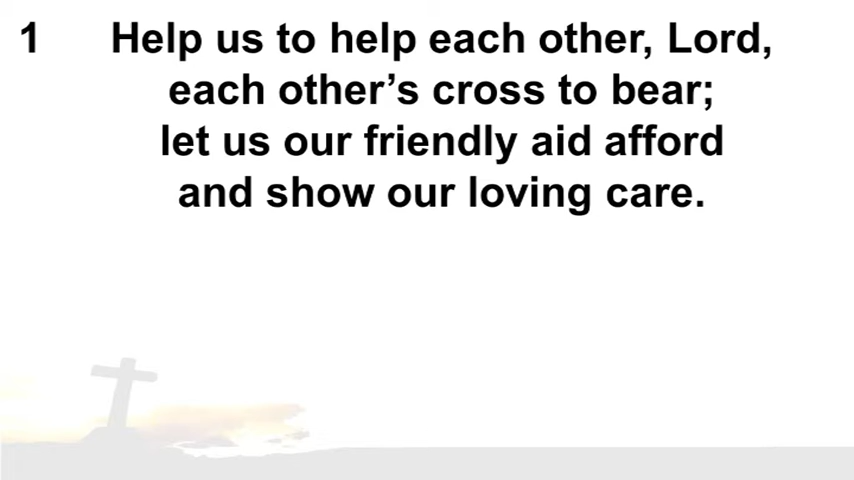 1 Help us to help each other, Lord,
each other’s cross to bear;
let us our friendly aid afford
and show our loving care.